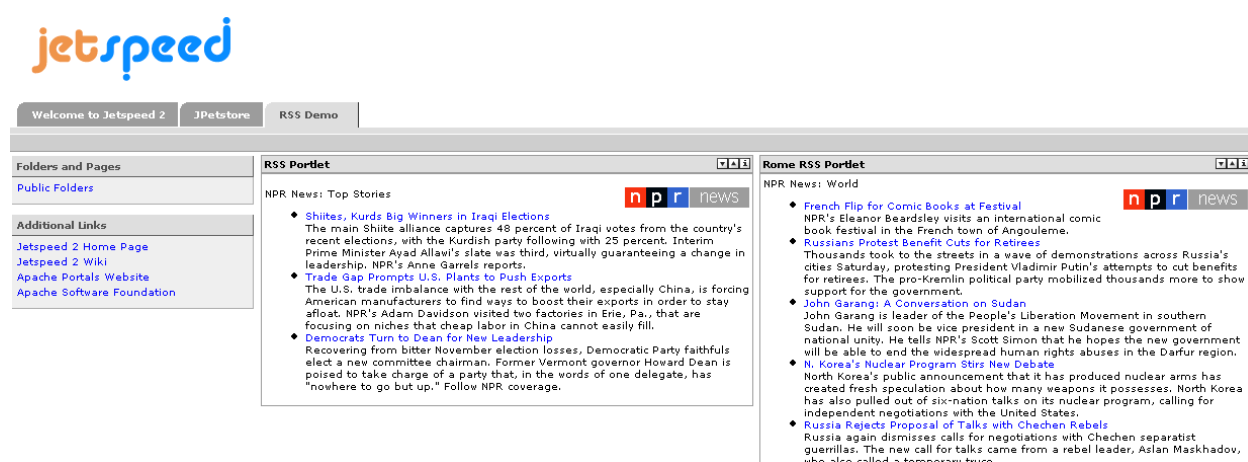 jetspeed
Welcome to Jetspeed 2
JPetstore
RSS Demo
Folders and Pages
Public Folders
Additional Links
Jetspeed 2 Home Page
Jetspeed 2 Wiki
Apache Portals Website
Apache Software Foundation
RSS Portlet
NPR News: Top Stories
npr news
Shiites, Kurds Big Winners in Iraqi Elections
The main Shiite alliance captures 48 percent of Iraqi votes from the country's
recent elections, with the Kurdish party following with 25 percent. Interim
Prime Minister Ayad Allawi's slate was third, virtually guaranteeing a change in
leadership. NPR's Anne Garrels reports.
Trade Gap Prompts U.S. Plants to Push Exports
The U.S. trade imbalance with the rest of the world, especially China, is forcing
American manufacturers to find ways to boost their exports in order to stay
afloat. NPR's Adam Davidson visited two factories in Erie, Pa., that are
focusing on niches that cheap labor in China cannot easily fill.
Democrats Turn to Dean for New Leadership
Recovering from bitter November election losses, Democratic Party faithfuls
elect a new committee chairman. Former Vermont governor Howard Dean is
poised to take charge of a party that, in the words of one delegate, has
"nowhere to go but up." Follow NPR coverage.
Rome RSS Portlet
NPR News: World
npr news
French Flip for Comic Books at Festival
NPR's Eleanor Beardsley visits an international comic
book festival in the French town of Angouleme.
Russians Protest Benefit Cuts for Retirees
Thousands took to the streets in a wave of demonstrations across Russia's
cities Saturday, protesting President Vladimir Putin's attempts to cut benefits
for retirees. The pro-Kremlin political party mobilized thousands more to show
support for the government.
John Garang: A Conversation on Sudan
John Garang is leader of the People's Liberation Movement in southern
Sudan. He will soon be vice president in a new Sudanese government of
national unity. He tells NPR's Scott Simon that he hopes the new government
will be able to end the widespread human rights abuses in the Darfur region.
N. Korea's Nuclear Program Stirs New Debate
North Korea's public announcement that it has produced nuclear arms has
created fresh speculation about how many weapons it possesses. North Korea
has also pulled out of six-nation talks on its nuclear program, calling for
independent negotiations with the United States.
Russia Rejects Proposal of Talks with Chechen Rebels
Russia again dismisses calls for negotiations with Chechen separatist
guerrillas. The new call for talks came from a rebel leader, Aslan Maskhadov,
who also called a temporary truce